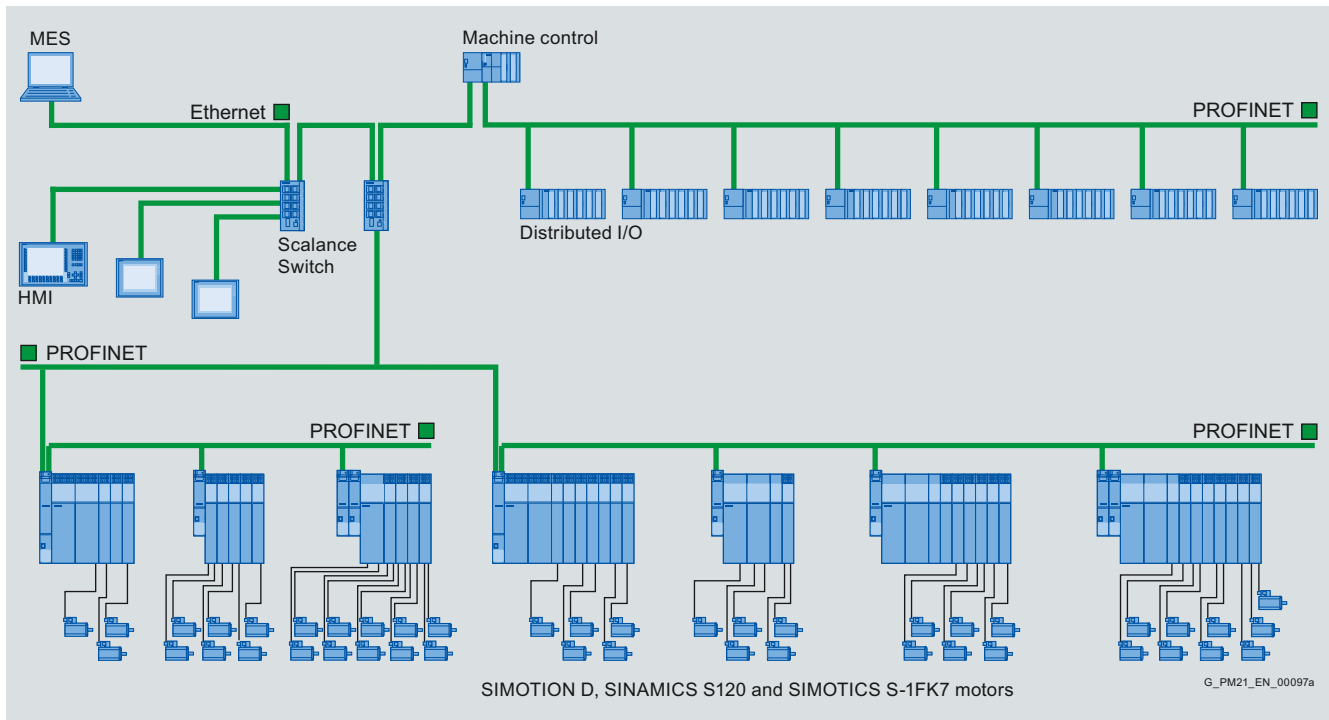 MES
Machine control
Ethernet
PROFINET
Scalance
Switch
Distributed I/O
HMI
PROFINET
PROFINET
PROFINET
SIMOTION D, SINAMICS S120 and SIMOTICS S-1FK7 motors
G_PM21_EN_00097a